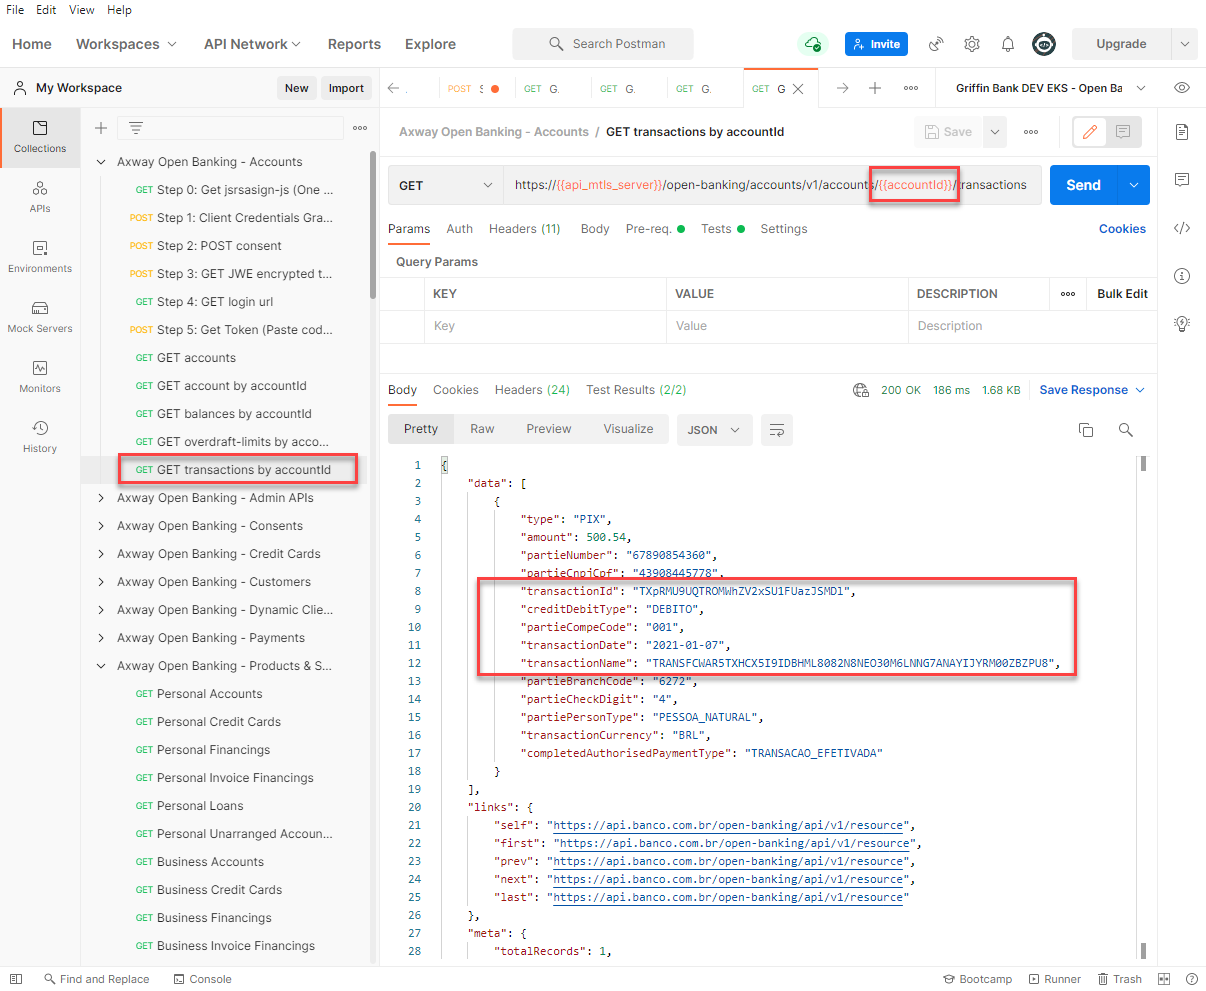 File Edit View Help
Home Workspaces API Network Reports Explore Search Postman Invite Upgrade
My Workspace New Import POST S GET G. GET G. GET G. GET G Griffin Bank DEV EKS - Open Ba
Collections
APIs
Environments
Mock Servers
Monitors
History
Axway Open Banking - Accounts
GET Step 0: Get jsrsasign-js (One ...
POST Step 1: Client Credentials Gra...
POST Step 2: POST consent
POST Step 3: GET JWE encrypted t...
GET Step 4: GET login url
POST Step 5: Get Token (Paste cod...
GET GET accounts
GET GET account by accountId
GET GET balances by accountId
GET GET overdraft-limits by acco...
GET GET transactions by accountId
Axway Open Banking - Admin APIs
Axway Open Banking - Consents
Axway Open Banking - Credit Cards
Axway Open Banking - Customers
Axway Open Banking - Dynamic Clie...
Axway Open Banking - Payments
Axway Open Banking - Products & S...
GET Personal Accounts
GET Personal Credit Cards
GET Personal Financings
GET Personal Invoice Financings
GET Personal Loans
GET Personal Unarranged Accoun...
GET Business Accounts
GET Business Credit Cards
GET Business Financings
GET Business Invoice Financings
Axway Open Banking - Accounts / GET transactions by accountId Save
GET https://{{api_mtls_server}}/open-banking/accounts/v1/accounts/{{accountId}}/transactions Send
Params Auth Headers (11) Body Pre-req. Tests Settings Cookies
Query Params
KEY VALUE DESCRIPTION Bulk Edit
Key Value Description
Body Cookies Headers (24) Test Results (2/2) 200 OK 186 ms 1.68 KB Save Response
Pretty Raw Preview Visualize JSON
1 {
2 "data": [
3 {
4 "type": "PIX",
5 "amount": 500.54,
6 "partieNumber": "67890854360",
7 "partieCnpjCpf": "43908445778",
8 "transactionId": "TXpRMU9UQTROMWhZV2xSU1FUazJSMDl",
9 "creditDebitType": "DEBITO",
10 "partieCompeCode": "001",
11 "transactionDate": "2021-01-07",
12 "transactionName": "TRANSFCWAR5TXHCX5I9IDBHML8082N8NEO30M6LNNG7ANAYIJYRM00ZBZPU8",
13 "partieBranchCode": "6272",
14 "partieCheckDigit": "4",
15 "partiePersonType": "PESSOA_NATURAL",
16 "transactionCurrency": "BRL",
17 "completedAuthorisedPaymentType": "TRANSACAO_EFETIVADA"
18 }
19 ],
20 "links": {
21 "self": "https://api.banco.com.br/open-banking/api/v1/resource",
22 "first": "https://api.banco.com.br/open-banking/api/v1/resource",
23 "prev": "https://api.banco.com.br/open-banking/api/v1/resource",
24 "next": "https://api.banco.com.br/open-banking/api/v1/resource",
25 "last": "https://api.banco.com.br/open-banking/api/v1/resource"
26 },
27 "meta": {
28 "totalRecords": 1,
Find and Replace Console Bootcamp Runner Trash